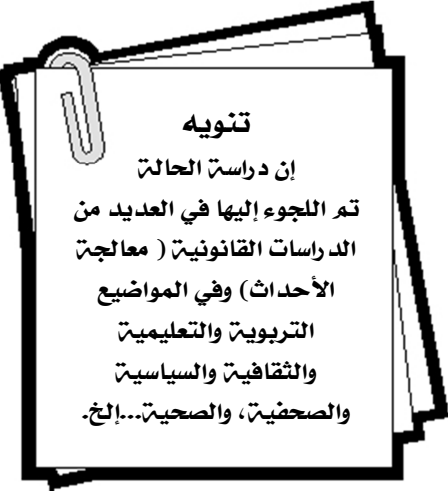 تنويه
إن دراسة الحالة
تم اللجوء إليها في العديد من
الدراسات القانونية ( معالجة
الأحداث) وفي المواضيع
التربوية والتعليمية
والثقافية والسياسية
والصحفية، والصحية...إلخ.